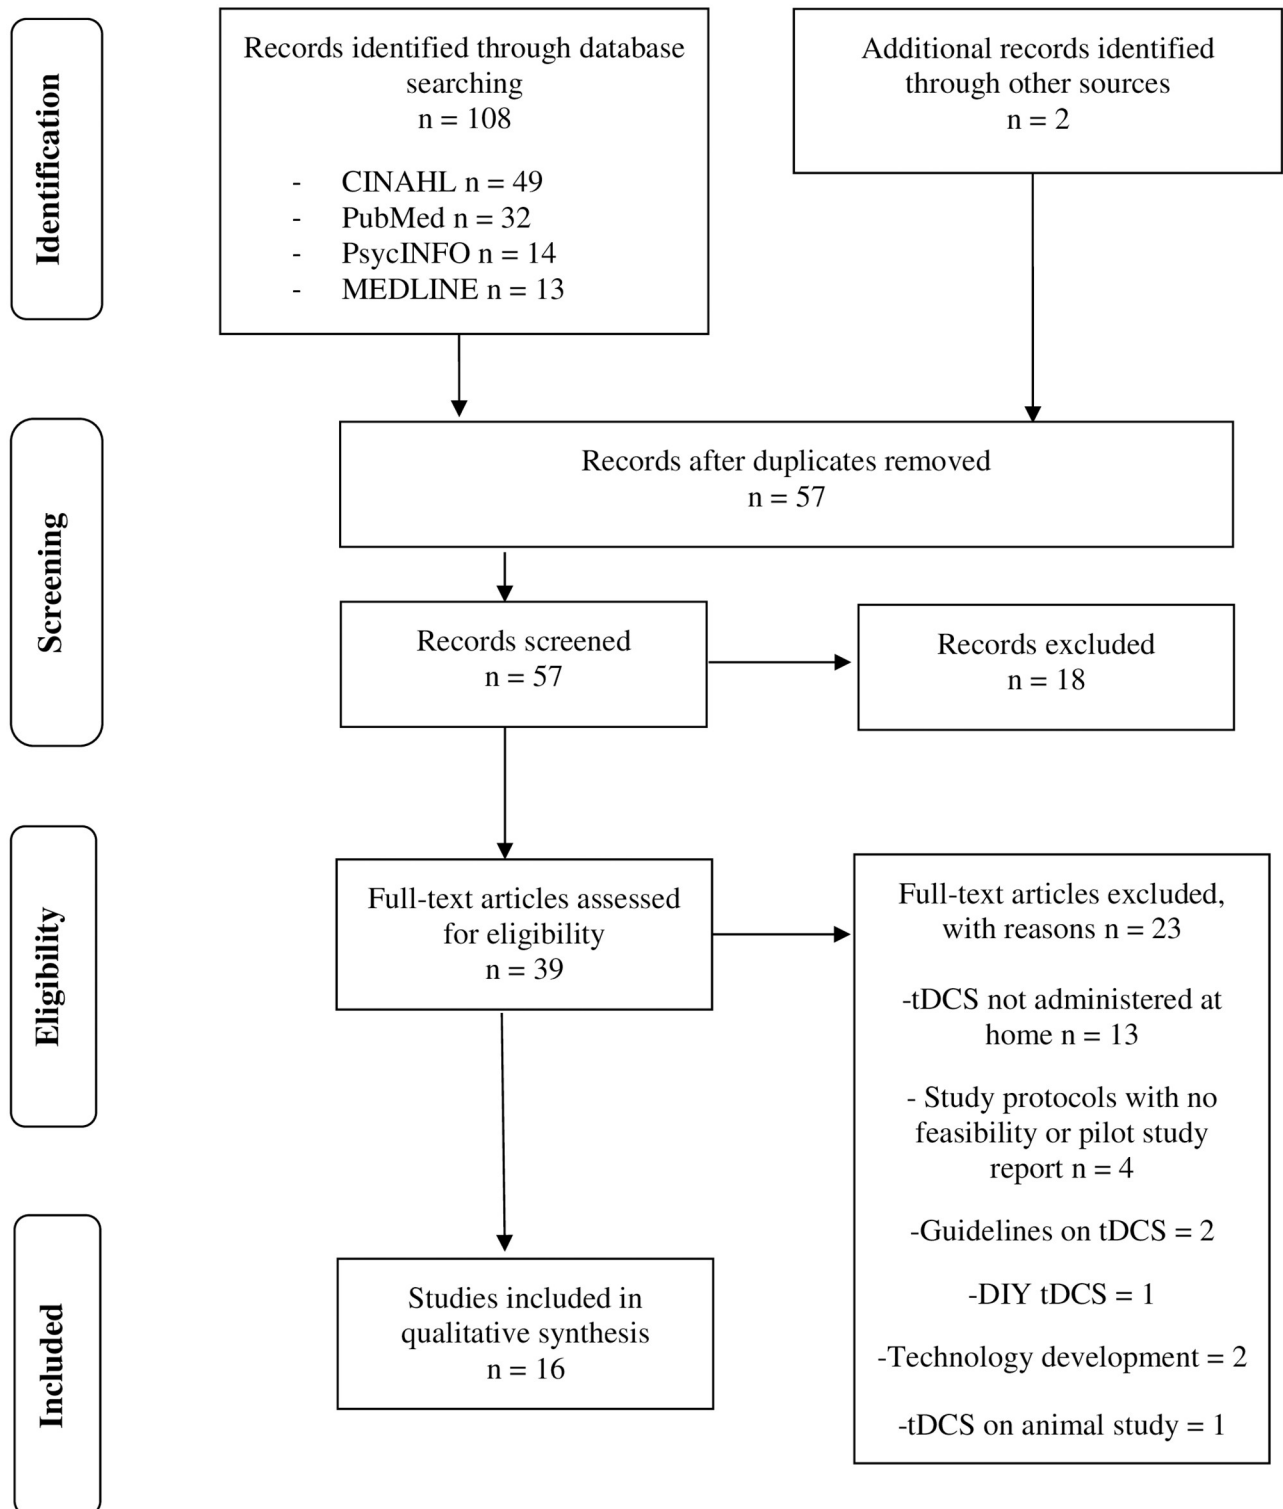 Identification
Records identified through database
searching
n = 108
- CINAHL n = 49
- PubMed n = 32
- PsycINFO n = 14
- MEDLINE n = 13
Additional records identified
through other sources
n = 2
Screening
Records after duplicates removed
n = 57
Records screened
n = 57
Records excluded
n = 18
Eligibility
Full-text articles assessed
for eligibility
n = 39
Full-text articles excluded,
with reasons n = 23
-tDCS not administered at
home n = 13
- Study protocols with no
feasibility or pilot study
report n = 4
-Guidelines on tDCS = 2
-DIY tDCS = 1
-Technology development = 2
-tDCS on animal study = 1
Included
Studies included in
qualitative synthesis
n = 16